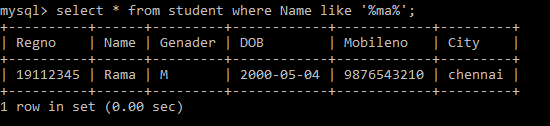 mysql> select * from student where Name like '%ma%';
+----------+------+---------+------------+------------+---------+
| Regno    | Name | Genader | DOB        | Mobileno   | City    |
+----------+------+---------+------------+------------+---------+
| 19112345 | Rama | M       | 2000-05-04 | 9876543210 | chennai |
+----------+------+---------+------------+------------+---------+
1 row in set (0.00 sec)